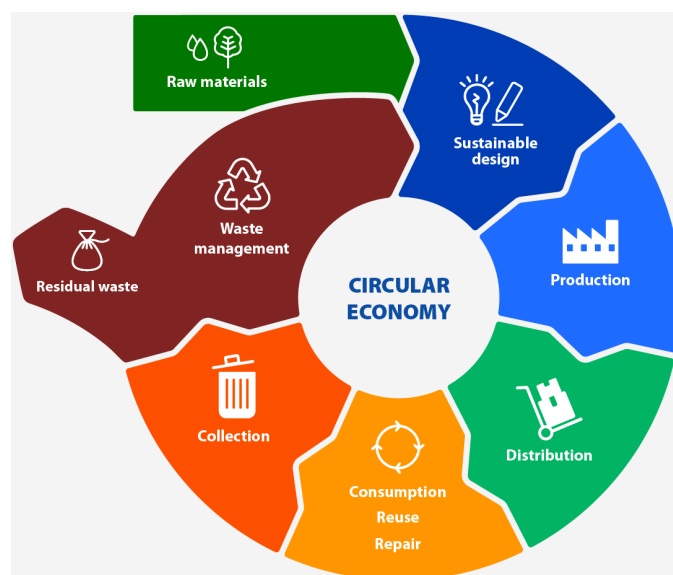 Raw materials
Sustainable
design
Production
Distribution
Consumption
Reuse
Repair
Collection
Waste
management
Residual waste
CIRCULAR
ECONOMY